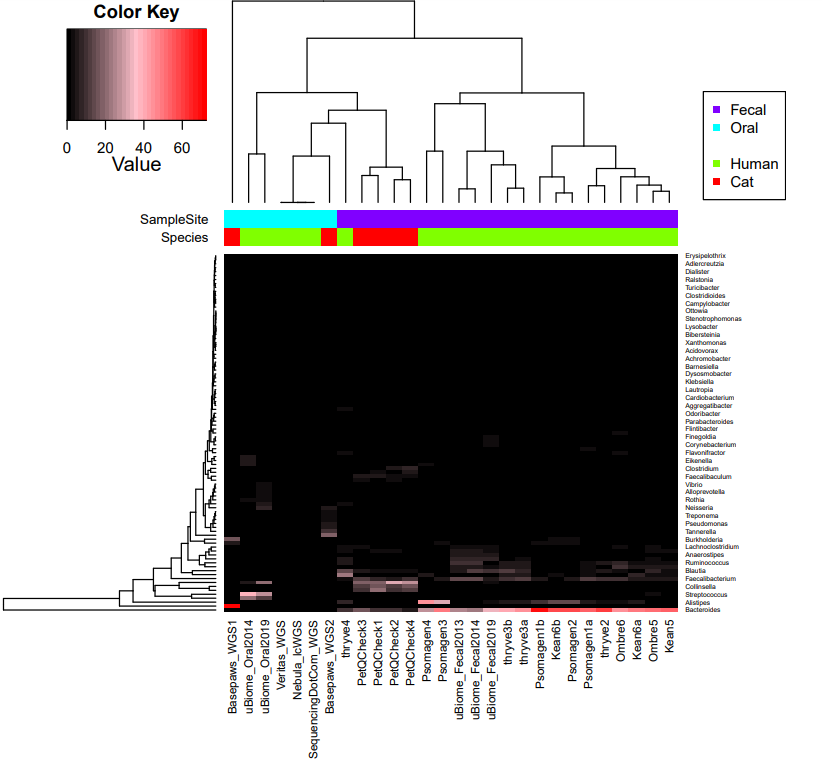 Color Key
0 20 40 60
Value
Fecal
Oral
Human
Cat
SampleSite
Species
Erysipelothrix
Adlercreutzia
Dialister
Ralstonia
Turicibacter
Clostridioides
Campylobacter
Ottowia
Stenotrophomonas
Lysobacter
Bibersteinia
Xanthomonas
Acidovorax
Achromobacter
Barnesiella
Dysosmobacter
Klebsiella
Lautropia
Cardiobacterium
Aggregatibacter
Odoribacter
Parabacteroides
Flintibacter
Finegoldia
Corynebacterium
Flavonifractor
Eikenella
Clostridium
Faecalibaculum
Vibrio
Alloprevotella
Rothia
Neisseria
Treponema
Pseudomonas
Tannerella
Burkholderia
Lachnoclostridium
Anaerostipes
Ruminococcus
Blautia
Faecalibacterium
Collinsella
Streptococcus
Alistipes
Bacteroides
Basepaws_WGS1
uBiome_Oral2014
uBiome_Oral2019
Veritas_WGS
Nebula_lcWGS
SequencingDotCom_WGS
Basepaws_WGS2
thryve4
PetQCheck3
PetQCheck1
PetQCheck2
PetQCheck4
Psomagen4
Psomagen3
uBiome_Fecal2013
uBiome_Fecal2014
uBiome_Fecal2019
thryve3b
thryve3a
Psomagen1b
Kean6b
Psomagen2
Psomagen1a
thryve2
Ombre6
Kean6a
Ombre5
Kean5